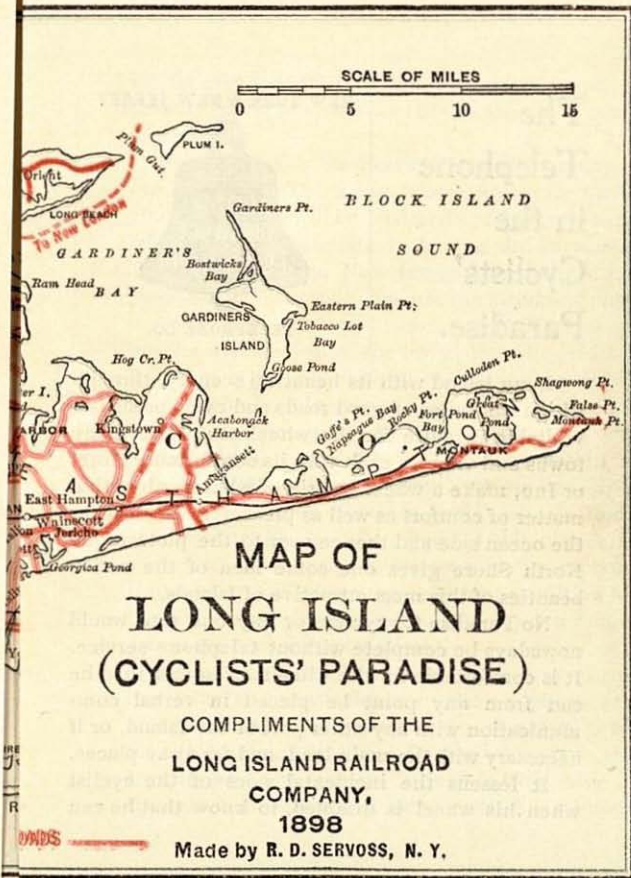 SCALE OF MILES
0 5 10 15
PLUM I.
Plum Gut.
Orient
LONG BEACH
To New London
Gardiners Pt.
BLOCK ISLAND
SOUND
GARDINER'S
BAY
Bostwicks
Bay
Ram Head
GARDINERS
ISLAND
Eastern Plain Pt.
Tobacco Lot
Bay
Goose Pond
Hog Cr. Pt.
Kingstown
Acabonack
Harbor
Amagansett
Goff's Pt.
Napeague Bay
Rocky Pt.
Fort Pond
Bay
Culloden Pt.
Great
Pond
Shagwong Pt.
False Pt.
Montauk Pt.
MONTAUK
EAST HAMPTON
East Hampton
Wainscott
Jericho
Georgica Pond
MAP OF
LONG ISLAND
(CYCLISTS' PARADISE)
COMPLIMENTS OF THE
LONG ISLAND RAILROAD
COMPANY.
1898
Made by R. D. SERVOSS, N. Y.